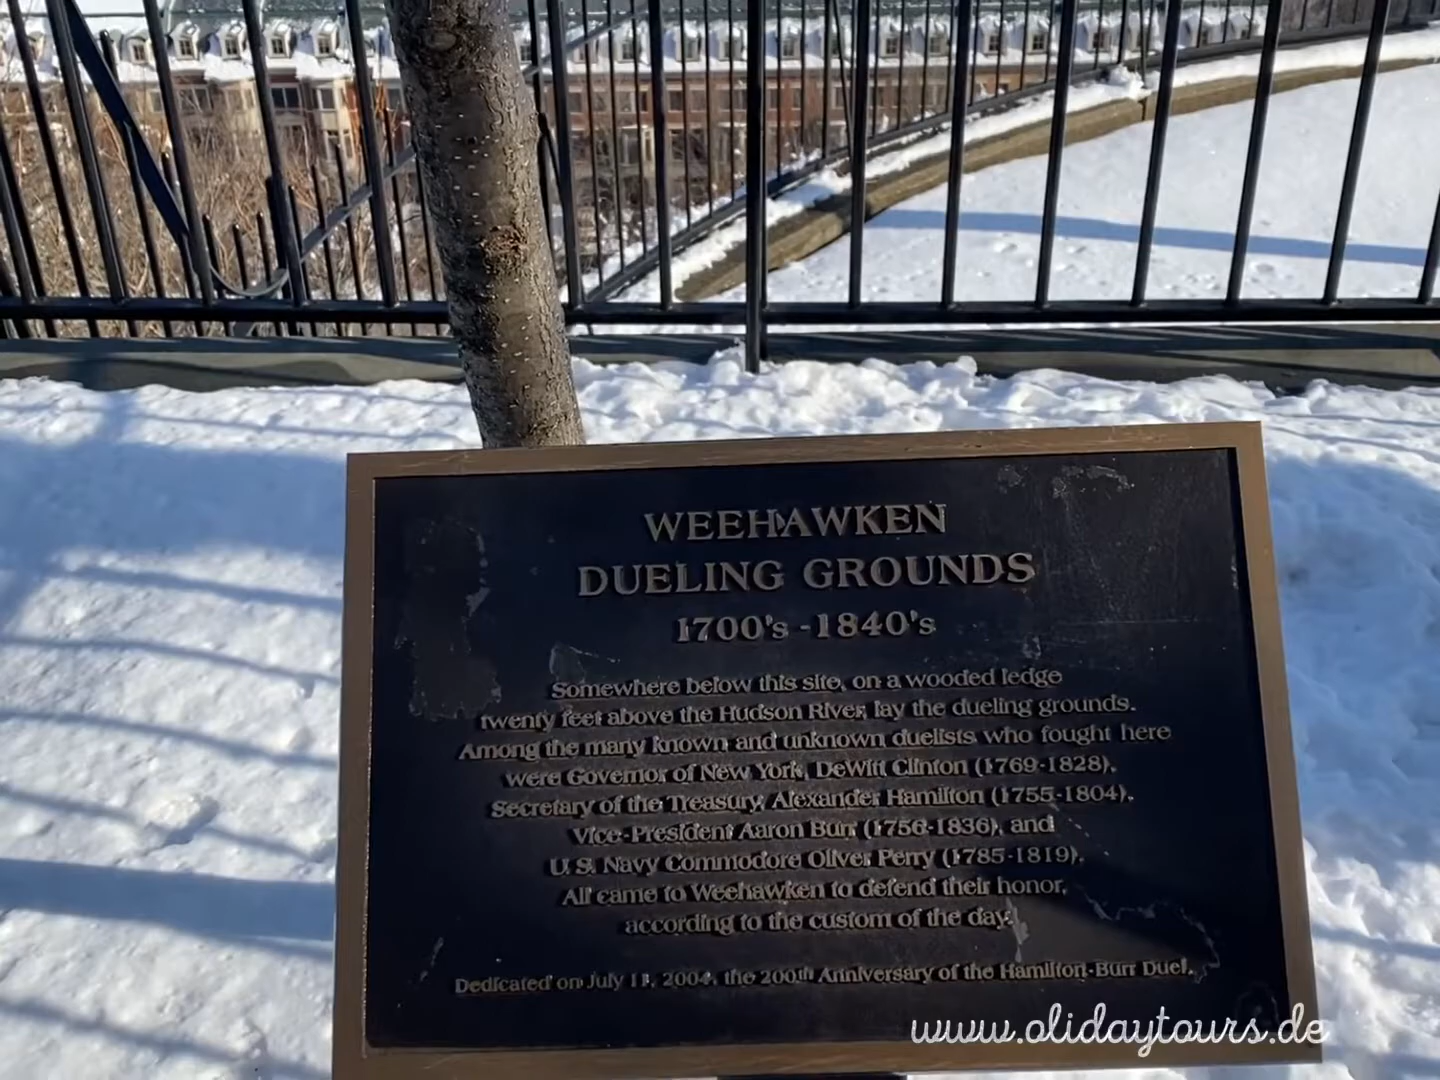 WEEHAWKEN
DUELING GROUNDS
1700's - 1840's
Somewhere below this site, on a wooded ledge
twenty feet above the Hudson River, lay the dueling grounds.
Among the many known and unknown duelists who fought here
were Governor of New York, DeWitt Clinton (1769-1828),
Secretary of the Treasury, Alexander Hamilton (1755-1804),
Vice-President Aaron Burr (1756-1836), and
U. S. Navy Commodore Oliver Perry (1785-1819).
All came to Weehawken to defend their honor,
according to the custom of the day.
Dedicated on July 11, 2004, the 200th Anniversary of the Hamilton-Burr Duel.
www.olidaytours.de